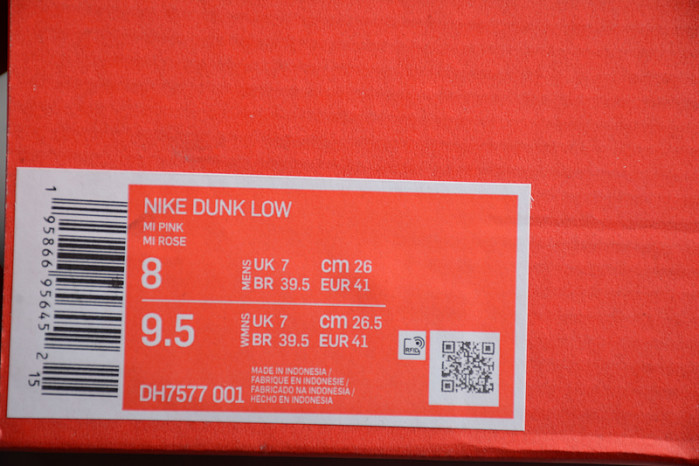 NIKE DUNK LOW
MI PINK
MI ROSE
8 MENS UK 7 cm 26
BR 39.5 EUR 41
9.5 WMNS UK 7 cm 26.5
BR 39.5 EUR 41
RFID
DH7577 001
MADE IN INDONESIA /
FABRIQUE EN INDONESIE /
FABRICADO NA INDONESIA /
HECHO EN INDONESIA
1 95866 95645 2 15